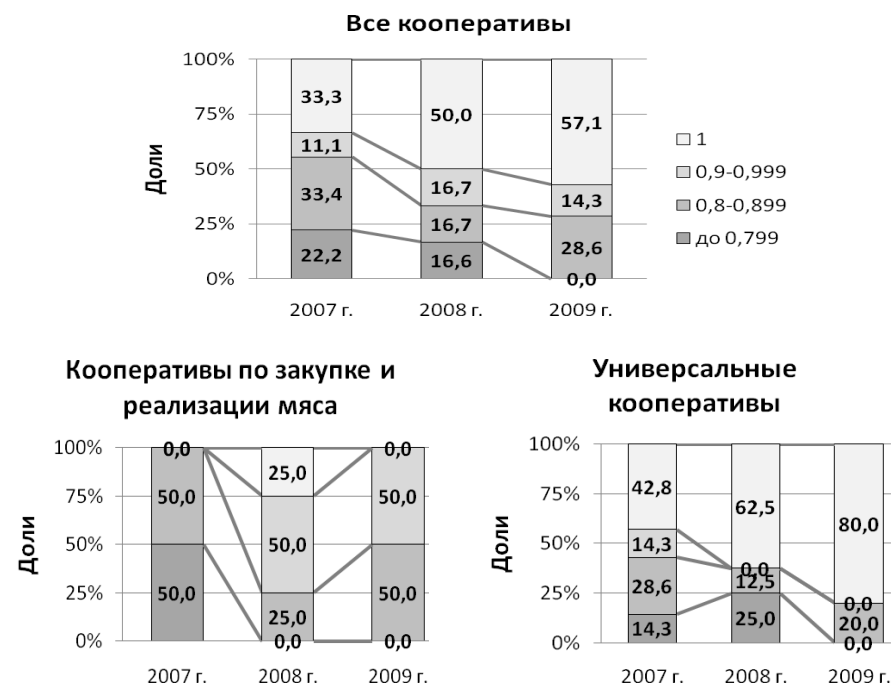 Все кооперативы
100%
75%
50%
25%
0%
Доли
33,3
11,1
33,4
22,2
50,0
16,7
16,7
16,6
57,1
14,3
28,6
0,0
2007 г.
2008 г.
2009 г.
1
0,9-0,999
0,8-0,899
до 0,799
Кооперативы по закупке и
реализации мяса
100%
75%
50%
25%
0%
Доли
0,0
50,0
50,0
25,0
50,0
25,0
0,0
0,0
50,0
50,0
0,0
2007 г.
2008 г.
2009 г.
Универсальные
кооперативы
100%
75%
50%
25%
0%
Доли
42,8
14,3
28,6
14,3
62,5
0,0
12,5
25,0
80,0
0,0
20,0
0,0
2007 г.
2008 г.
2009 г.